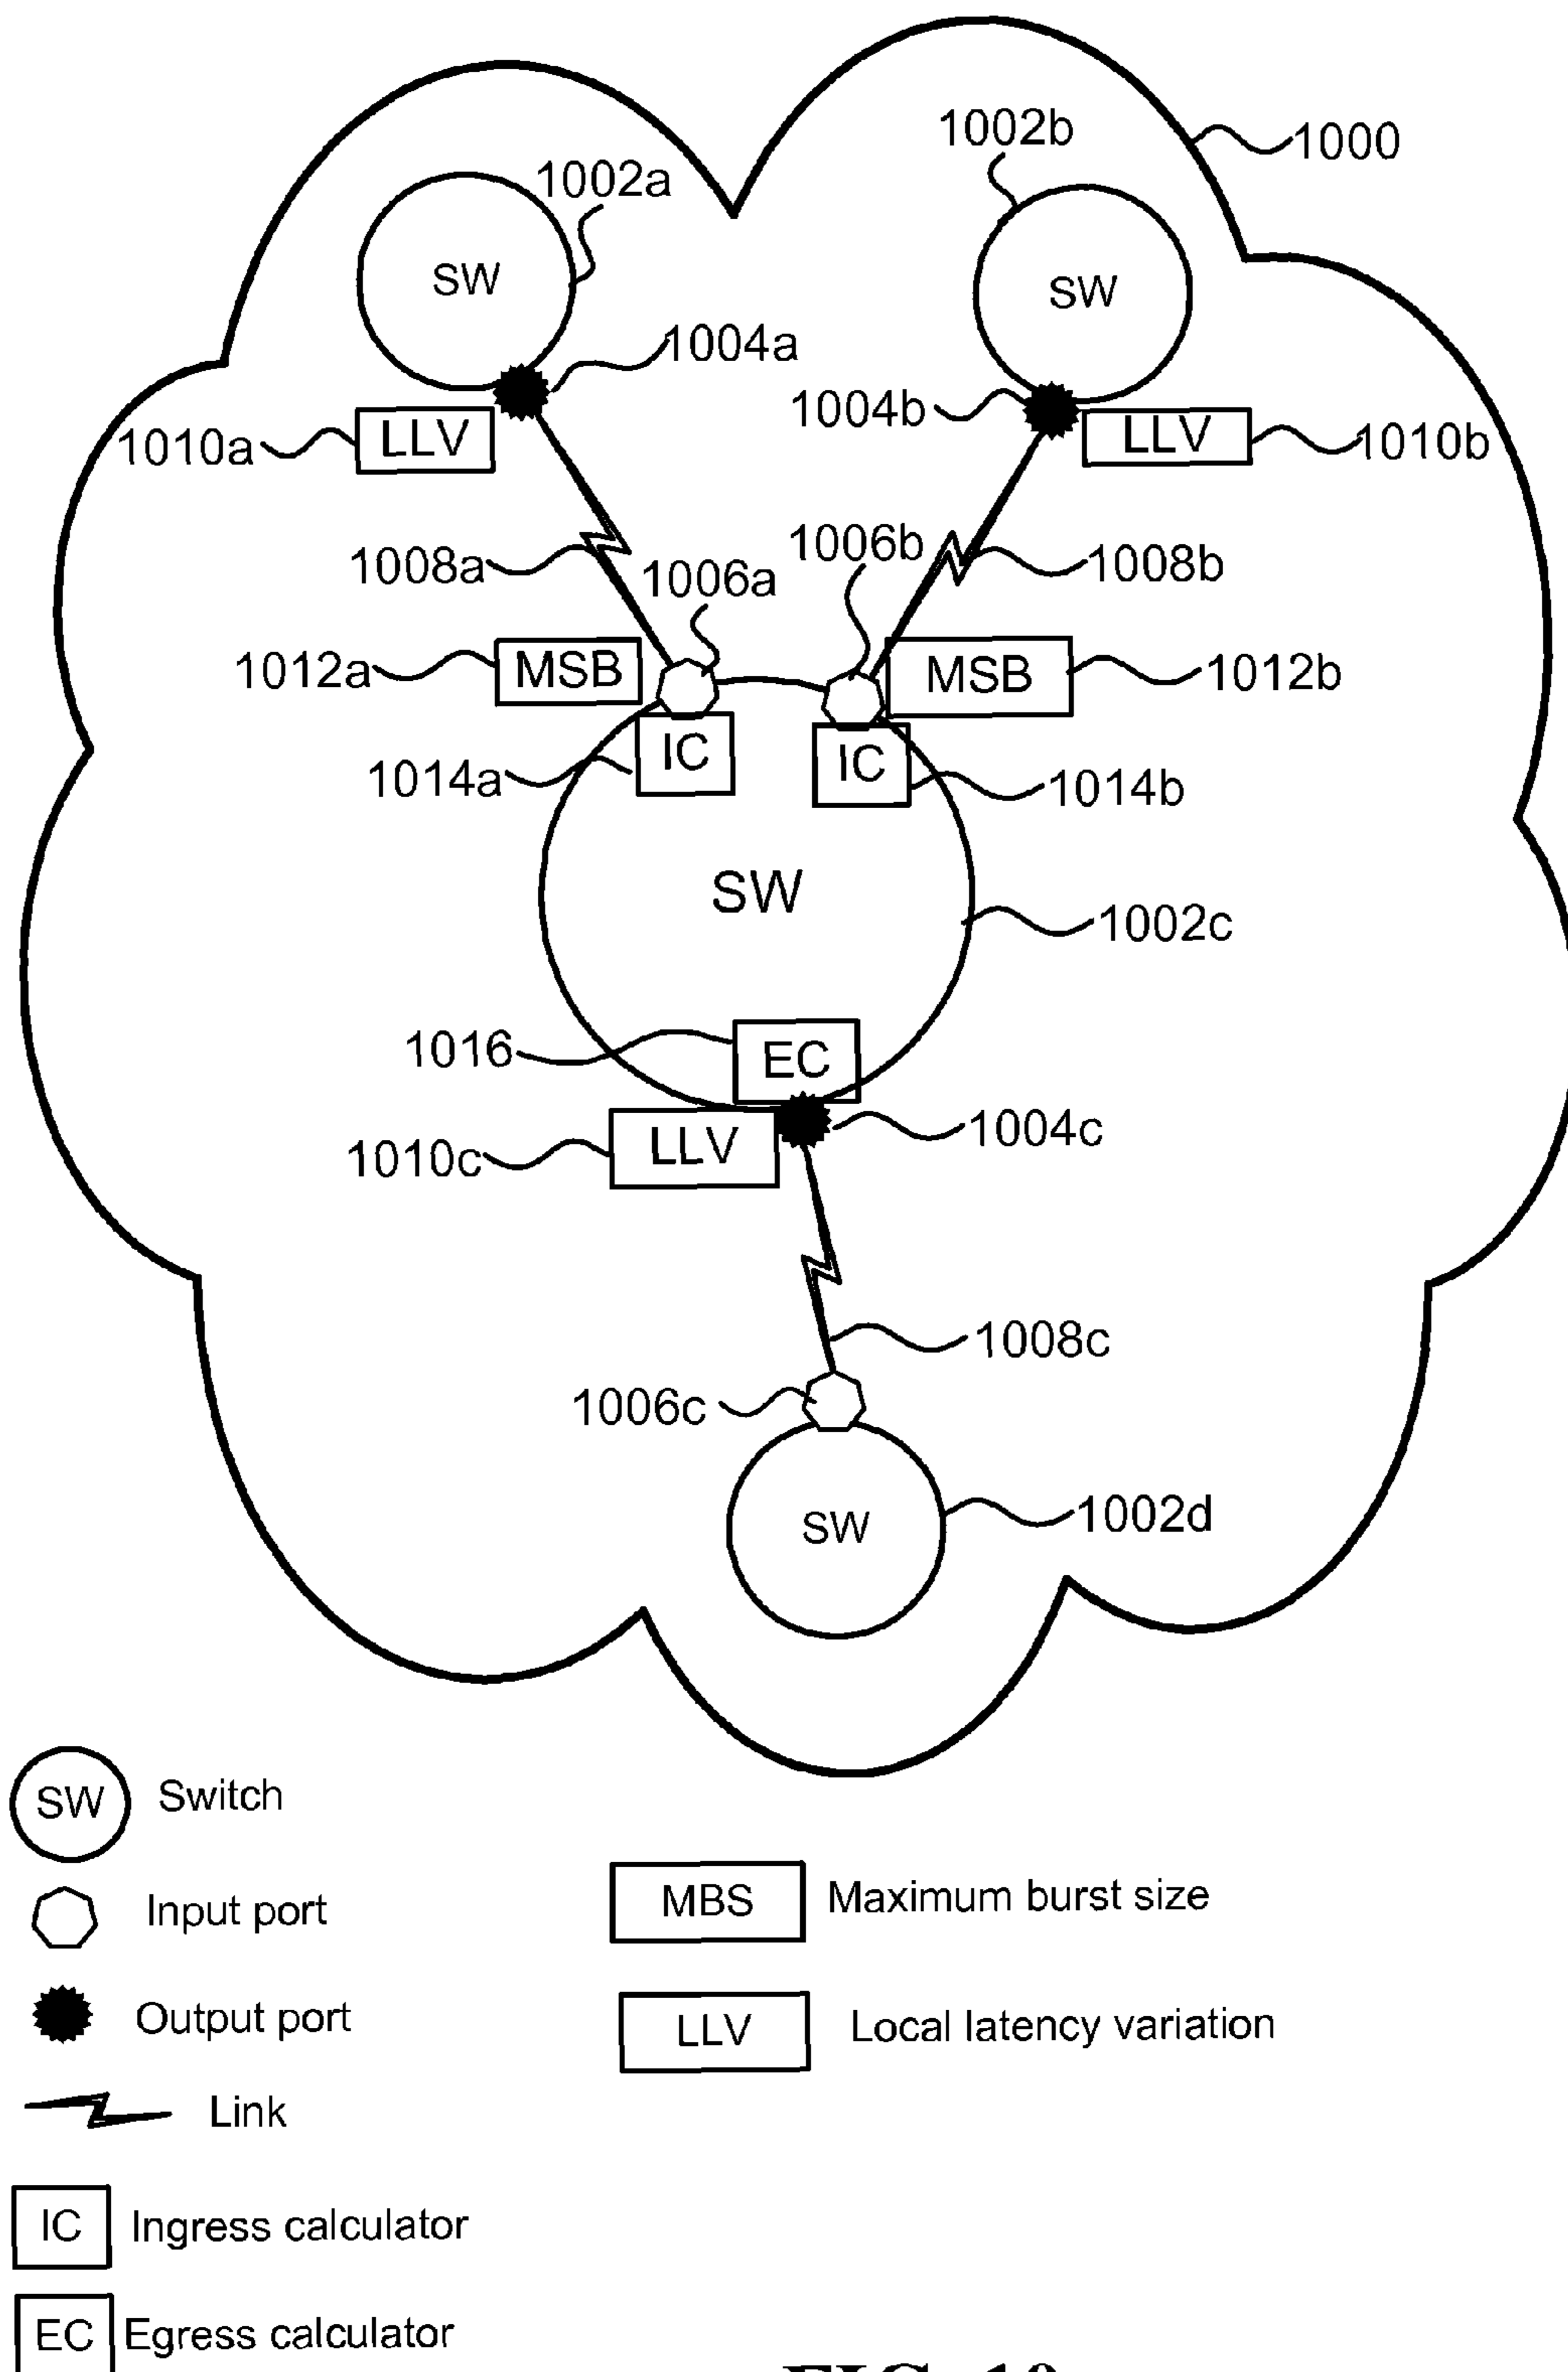 1002b
1000
1002a
SW
SW
1004a
1004b
1010a
LLV
LLV
1010b
1006b
1008a
1006a
1008b
1012a
MSB
MSB
1012b
1014a
IC
IC
1014b
SW
1002c
1016
EC
1010c
LLV
1004c
1008c
1006c
SW
1002d
SW Switch
Input port
MBS Maximum burst size
Output port
LLV Local latency variation
Link
IC Ingress calculator
EC Egress calculator